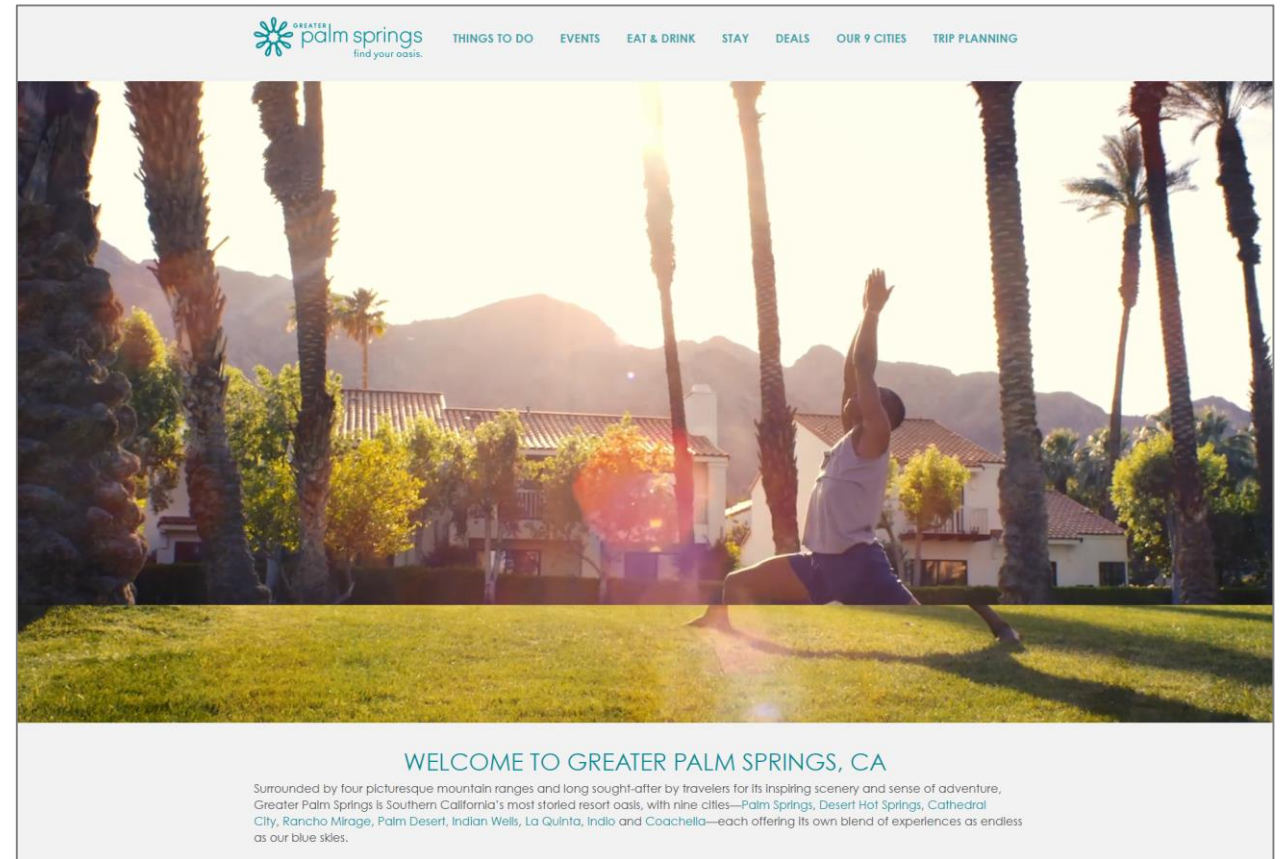 GREATER
palm springs
find your oasis.
THINGS TO DO EVENTS EAT & DRINK STAY DEALS OUR 9 CITIES TRIP PLANNING
WELCOME TO GREATER PALM SPRINGS, CA
Surrounded by four picturesque mountain ranges and long sought-after by travelers for its inspiring scenery and sense of adventure,
Greater Palm Springs is Southern California's most storied resort oasis, with nine cities—Palm Springs, Desert Hot Springs, Cathedral
City, Rancho Mirage, Palm Desert, Indian Wells, La Quinta, Indio and Coachella—each offering its own blend of experiences as endless
as our blue skies.